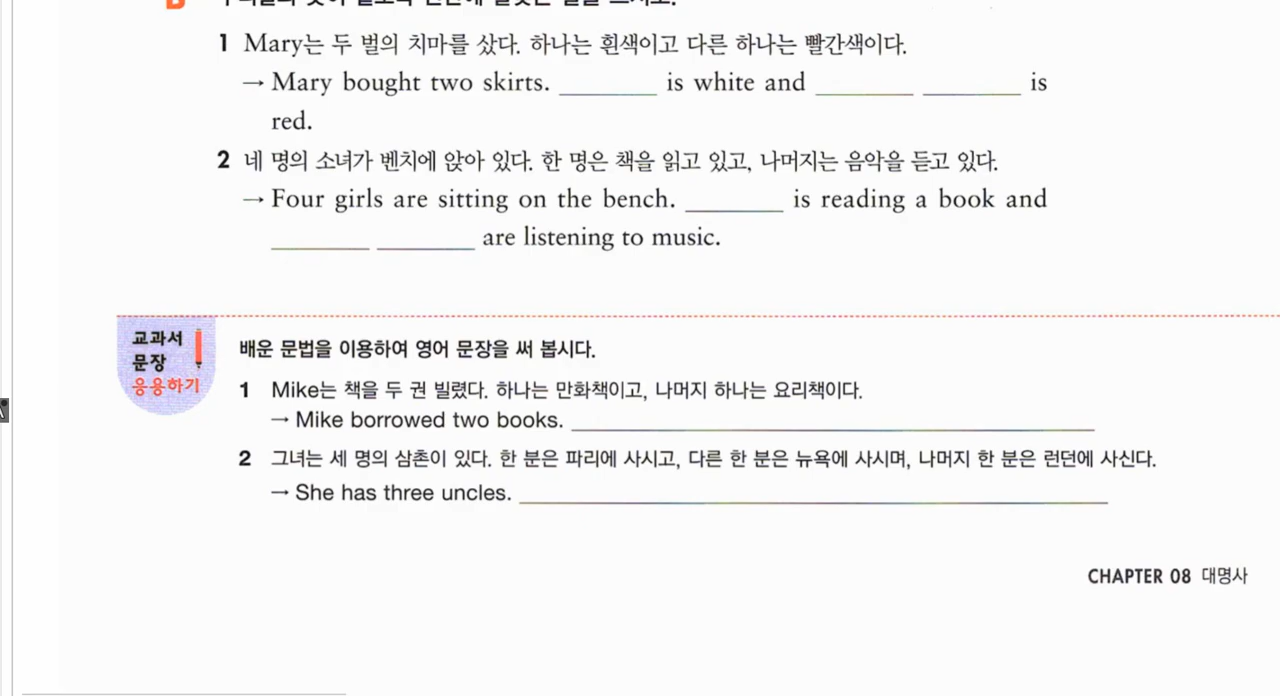 B
1 Mary는 두 벌의 치마를 샀다. 하나는 흰색이고 다른 하나는 빨간색이다.
→ Mary bought two skirts. ________ is white and ________ ________ is
red.
2 네 명의 소녀가 벤치에 앉아 있다. 한 명은 책을 읽고 있고, 나머지는 음악을 듣고 있다.
→ Four girls are sitting on the bench. ________ is reading a book and
________ ________ are listening to music.
교과서
문장
응용하기
배운 문법을 이용하여 영어 문장을 써 봅시다.
1 Mike는 책을 두 권 빌렸다. 하나는 만화책이고, 나머지 하나는 요리책이다.
→ Mike borrowed two books. ________
2 그녀는 세 명의 삼촌이 있다. 한 분은 파리에 사시고, 다른 한 분은 뉴욕에 사시며, 나머지 한 분은 런던에 사신다.
→ She has three uncles. ________
CHAPTER 08 대명사